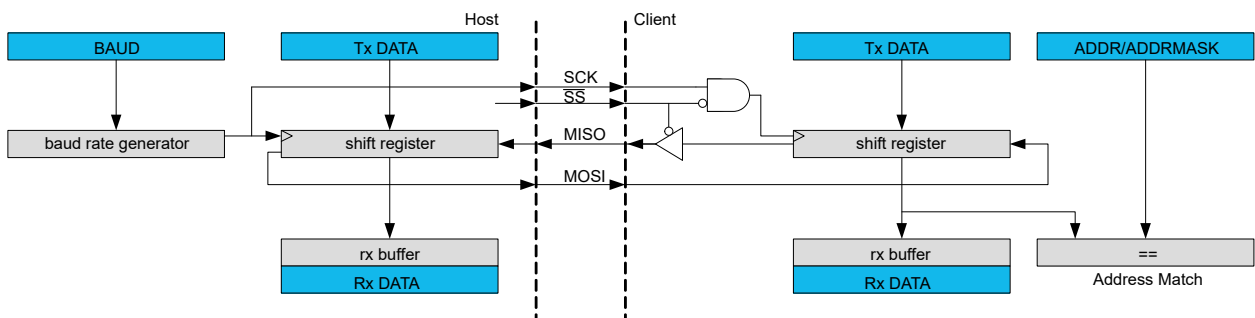 Host
Client
BAUD
Tx DATA
Tx DATA
ADDR/ADDRMASK
SCK
SS
baud rate generator
shift register
MISO
shift register
MOSI
rx buffer
rx buffer
==
Rx DATA
Rx DATA
Address Match